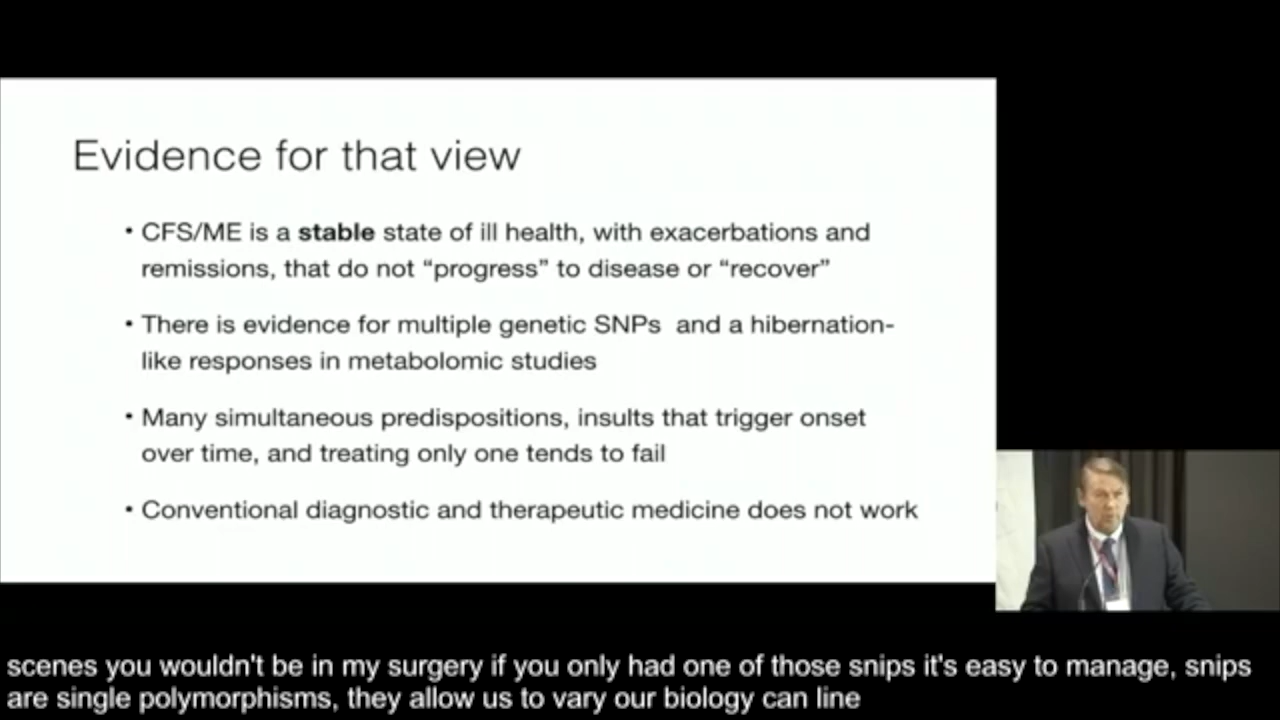 Evidence for that view
• CFS/ME is a stable state of ill health, with exacerbations and
remissions, that do not “progress” to disease or “recover”
• There is evidence for multiple genetic SNPs and a hibernation-
like responses in metabolomic studies
• Many simultaneous predispositions, insults that trigger onset
over time, and treating only one tends to fail
• Conventional diagnostic and therapeutic medicine does not work
scenes you wouldn't be in my surgery if you only had one of those snips it's easy to manage, snips
are single polymorphisms, they allow us to vary our biology can line